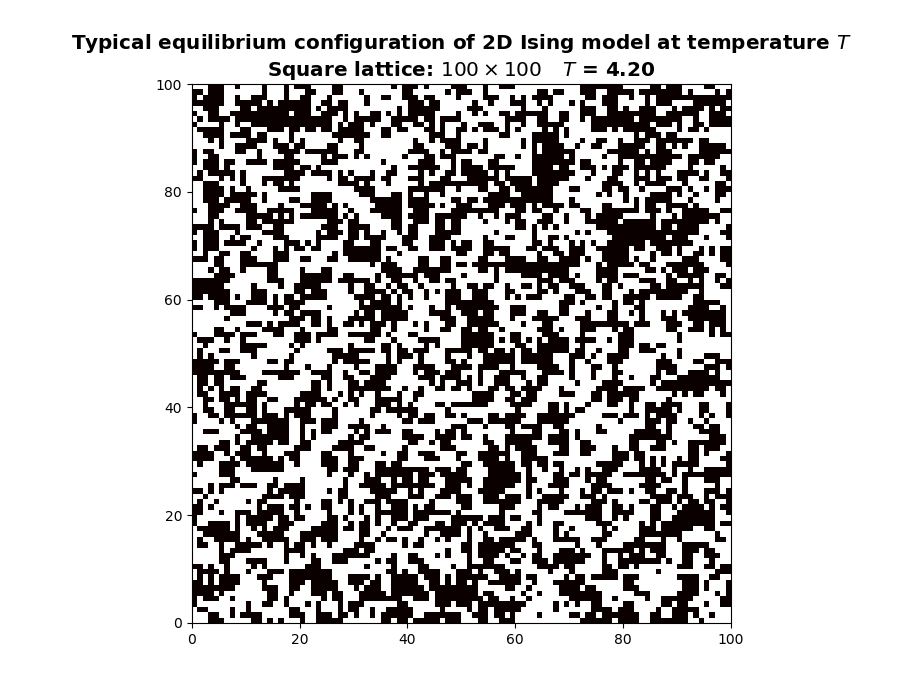 Typical equilibrium configuration of 2D Ising model at temperature T
Square lattice: 100 × 100 T = 4.20
100
80
60
40
20
0
0 20 40 60 80 100